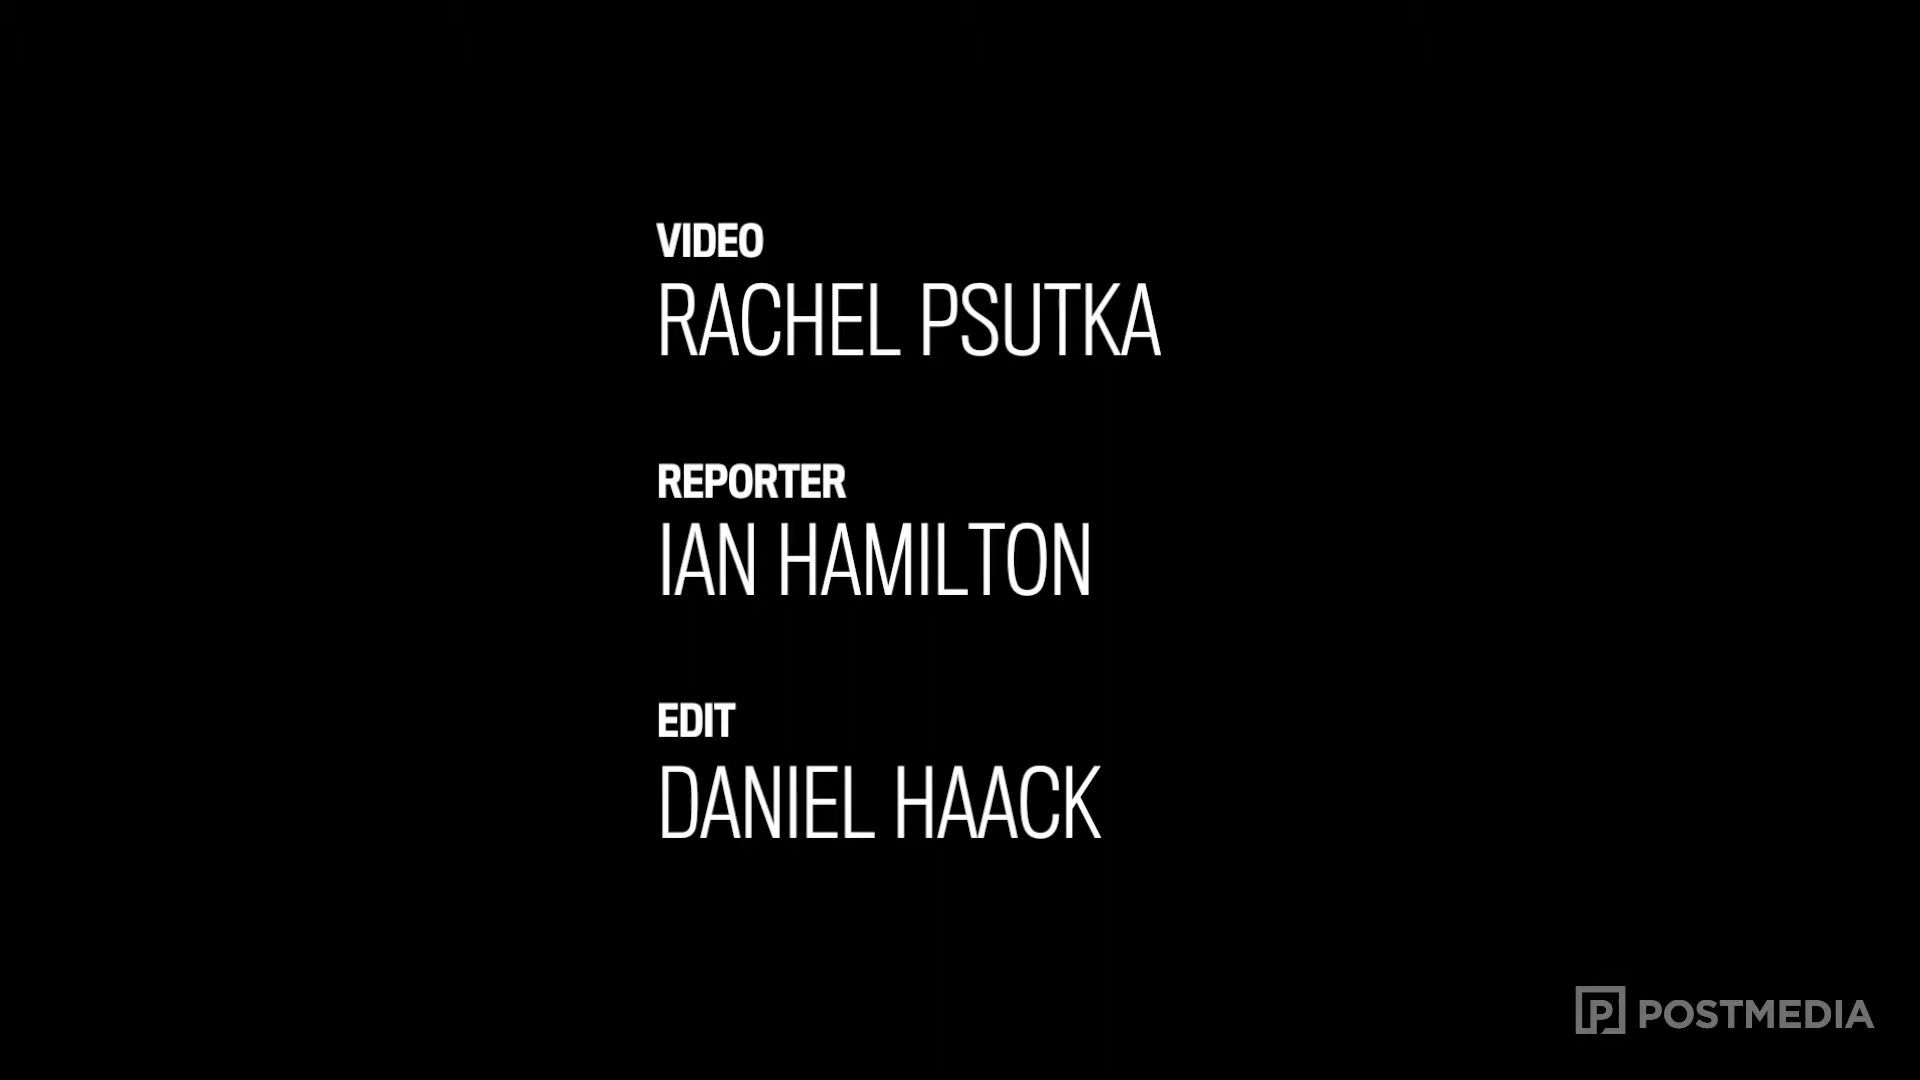 VIDEO
RACHEL PSUTKA
REPORTER
IAN HAMILTON
EDIT
DANIEL HAACK
POSTMEDIA